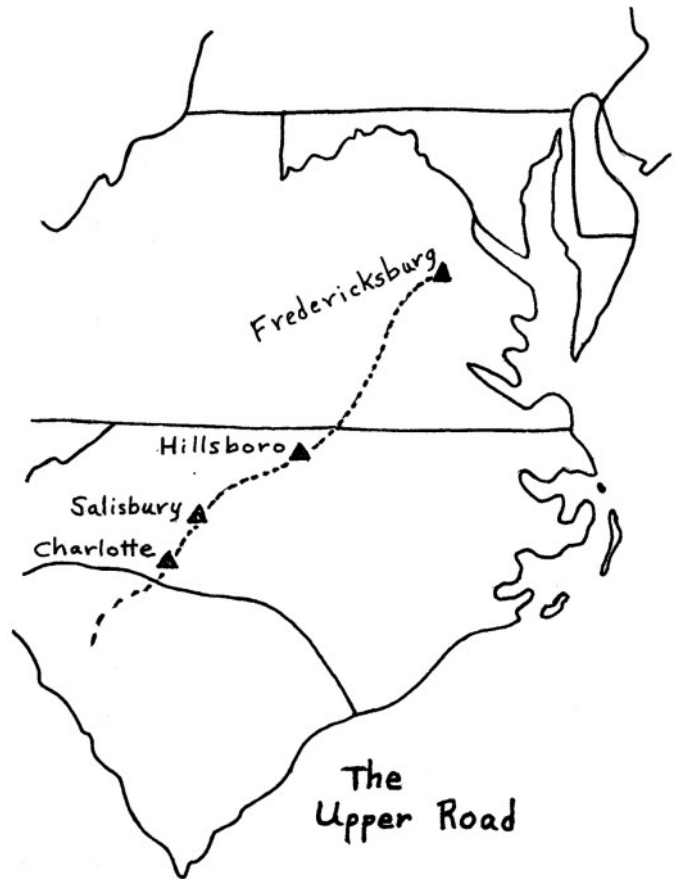 Fredericksburg
Hillsboro
Salisbury
Charlotte
The
Upper Road